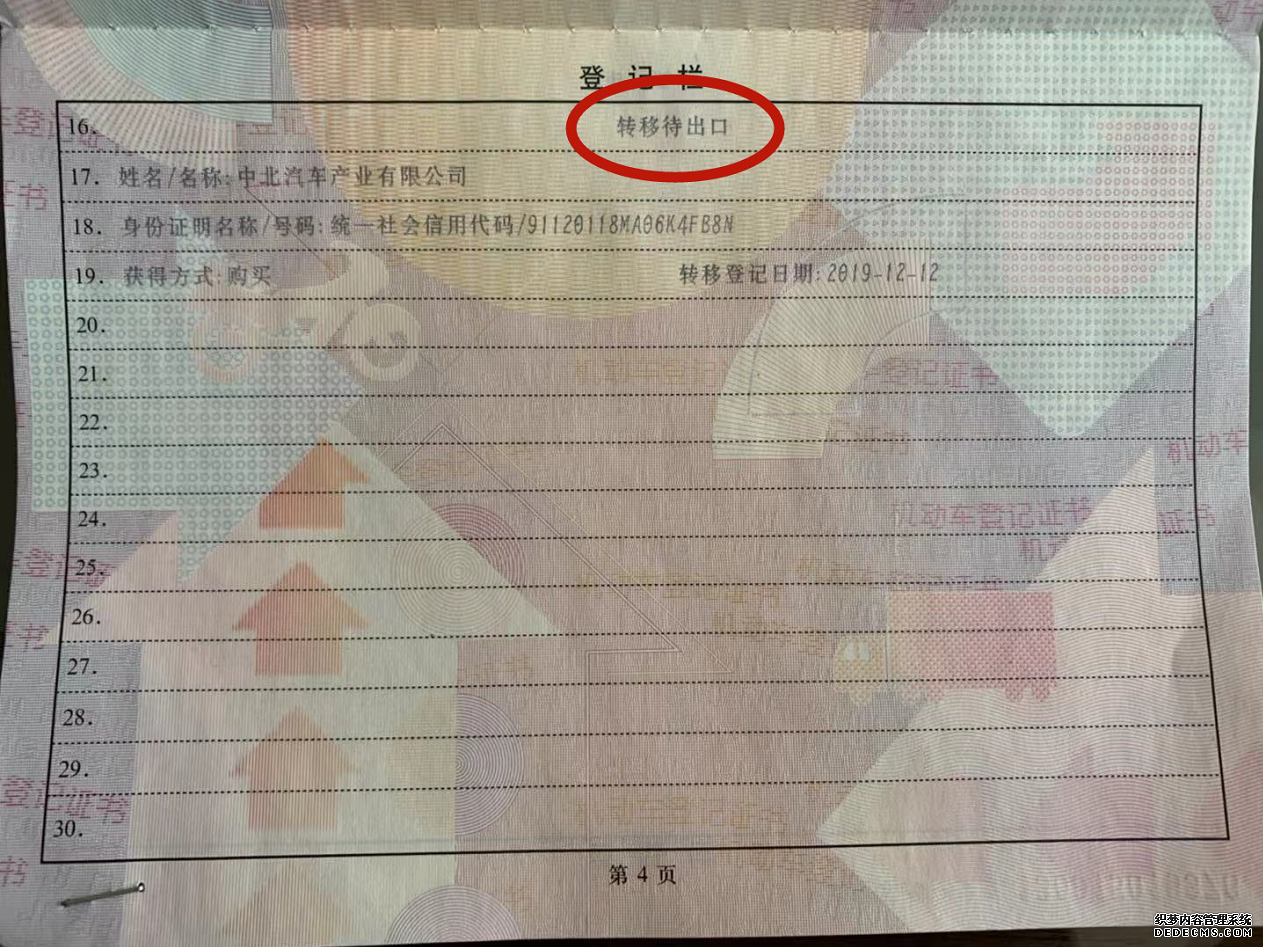 登记栏
16. 转移待出口
17. 姓名/名称:中北汽车产业有限公司
18. 身份证明名称/号码:统一社会信用代码/91120118MA06K4FB8N
19. 获得方式:购买 转移登记日期:2019-12-12
20.
21.
22.
23.
24.
25.
26.
27.
28.
29.
30.
第 4 页
织梦内容管理系统
DEDECMS.COM